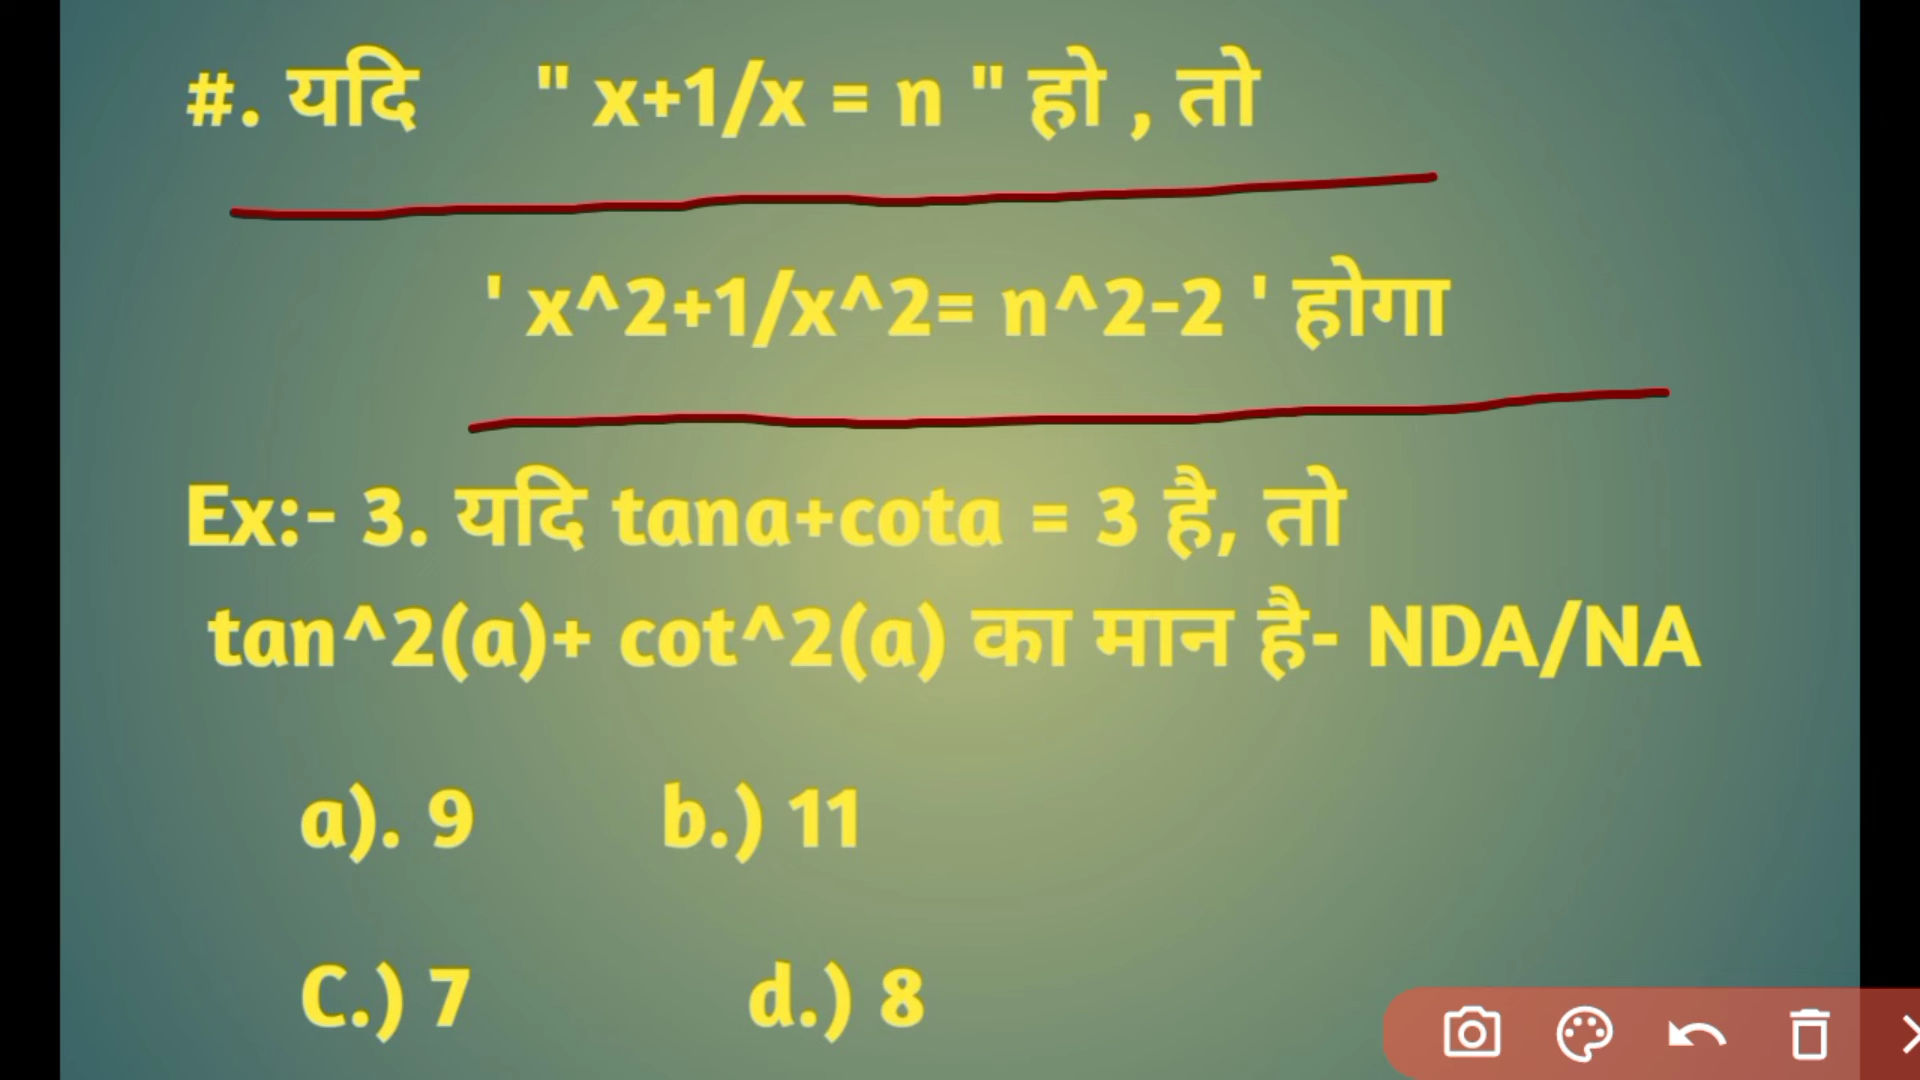 #. यदि " x+1/x = n " हो , तो
' x^2+1/x^2= n^2-2 ' होगा
Ex:- 3. यदि tana+cota = 3 है, तो
tan^2(a)+ cot^2(a) का मान है- NDA/NA
a). 9 b.) 11
C.) 7 d.) 8